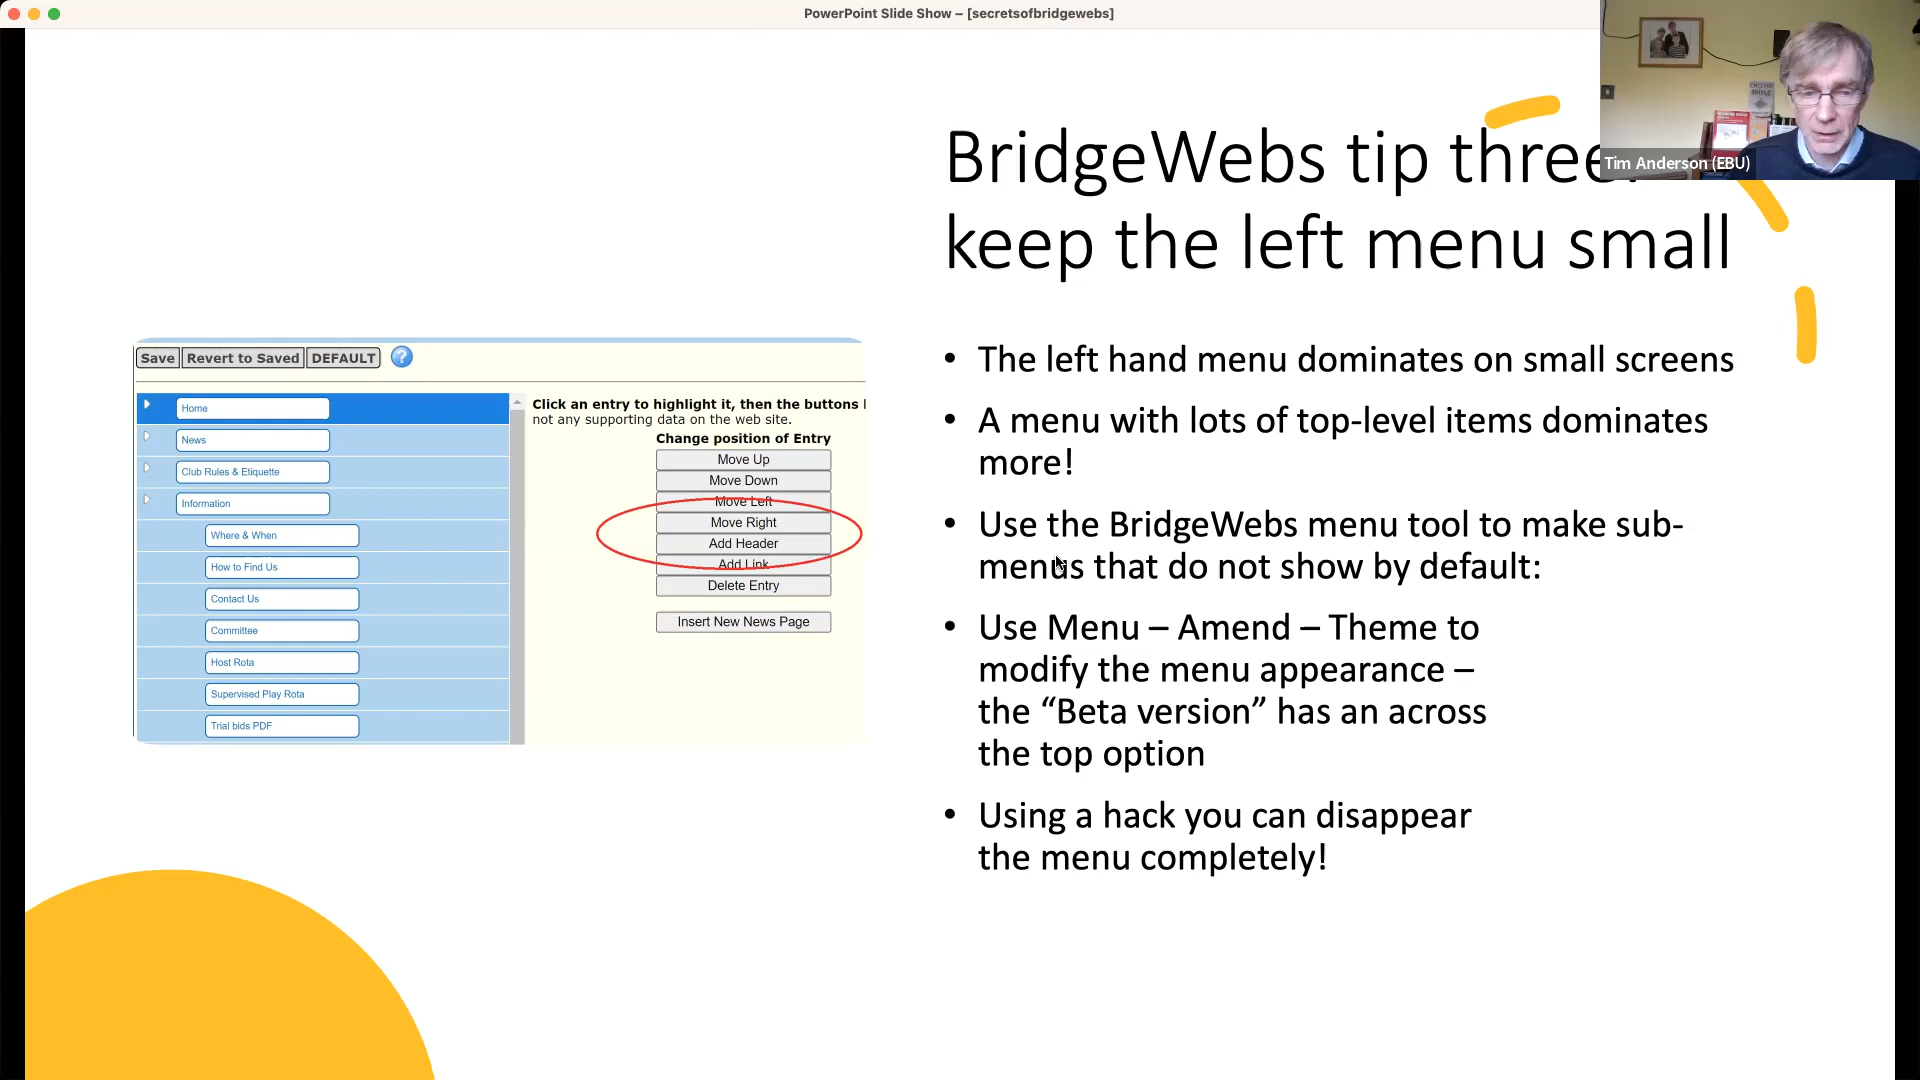 PowerPoint Slide Show – [secretsofbridgewebs]
Tim Anderson (EBU)
BridgeWebs tip three:
keep the left menu small
Save
Revert to Saved
DEFAULT
?
Home
News
Club Rules & Etiquette
Information
Where & When
How to Find Us
Contact Us
Committee
Host Rota
Supervised Play Rota
Trial bids PDF
Click an entry to highlight it, then the buttons
not any supporting data on the web site.
Change position of Entry
Move Up
Move Down
Move Left
Move Right
Add Header
Add Link
Delete Entry
Insert New News Page
• The left hand menu dominates on small screens
• A menu with lots of top-level items dominates
more!
• Use the BridgeWebs menu tool to make sub-
menus that do not show by default:
• Use Menu – Amend – Theme to
modify the menu appearance –
the “Beta version” has an across
the top option
• Using a hack you can disappear
the menu completely!